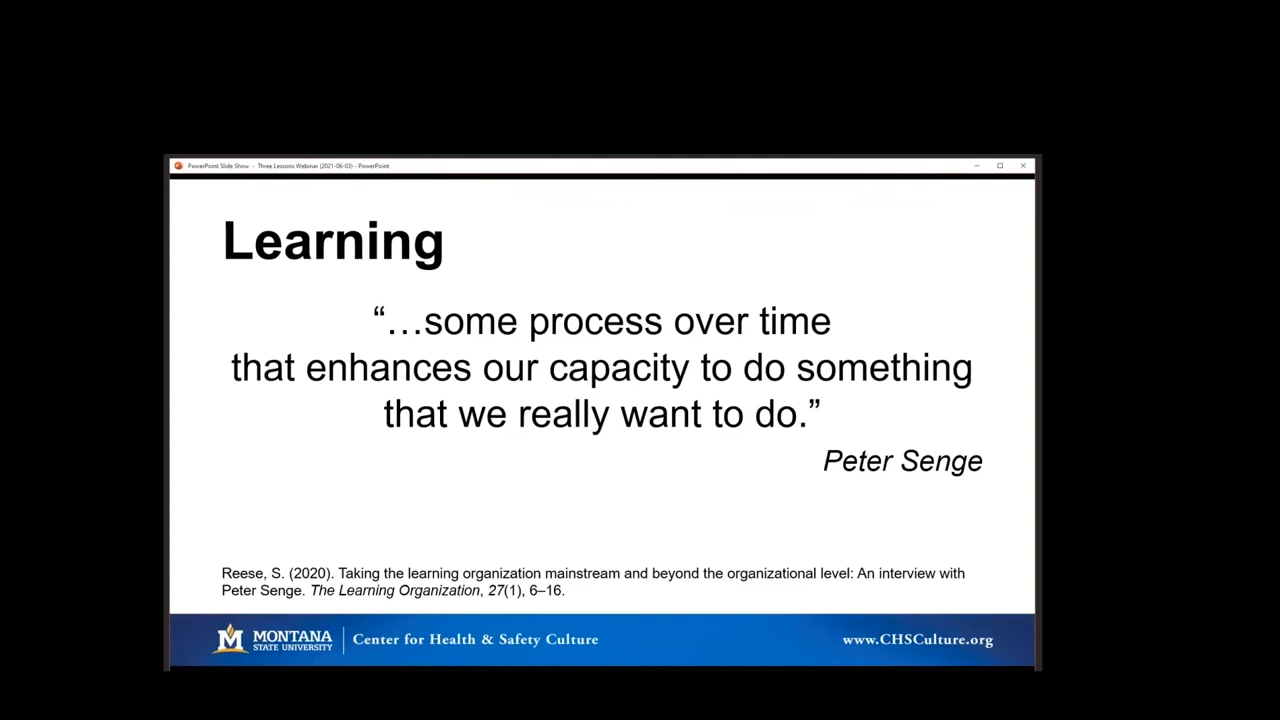 PowerPoint Slide Show - Three Lessons Webinar (2021-06-03) - PowerPoint
Learning
“…some process over time
that enhances our capacity to do something
that we really want to do.”
Peter Senge
Reese, S. (2020). Taking the learning organization mainstream and beyond the organizational level: An interview with
Peter Senge. The Learning Organization, 27(1), 6–16.
M MONTANA
STATE UNIVERSITY
Center for Health & Safety Culture
www.CHSCulture.org